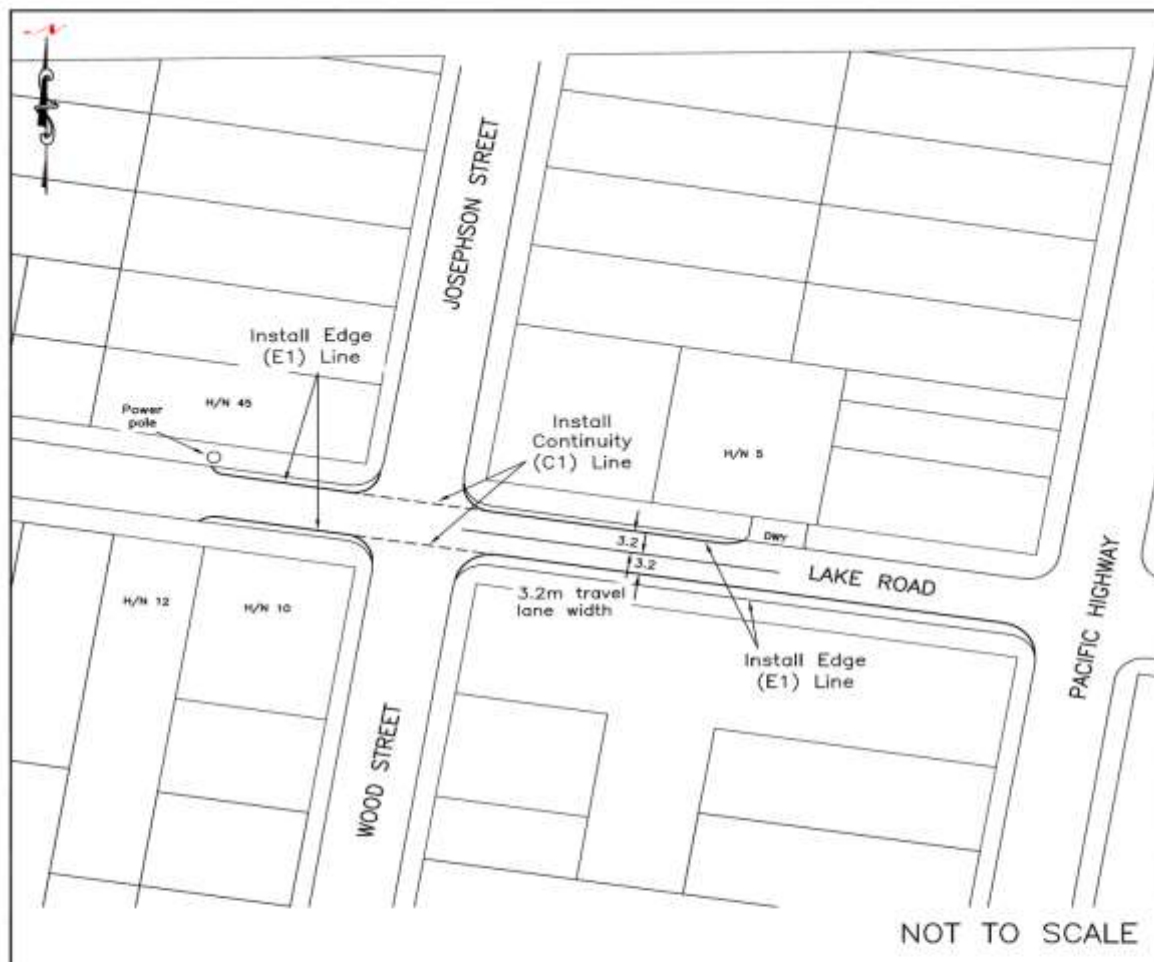 JOSEPHSON STREET
Install Edge
(E1) Line
Power
pole
H/N 45
Install
Continuity
(C1) Line
H/N 5
DWY
3.2
3.2
LAKE ROAD
3.2m travel
lane width
H/N 12
H/N 10
Install Edge
(E1) Line
PACIFIC HIGHWAY
WOOD STREET
NOT TO SCALE